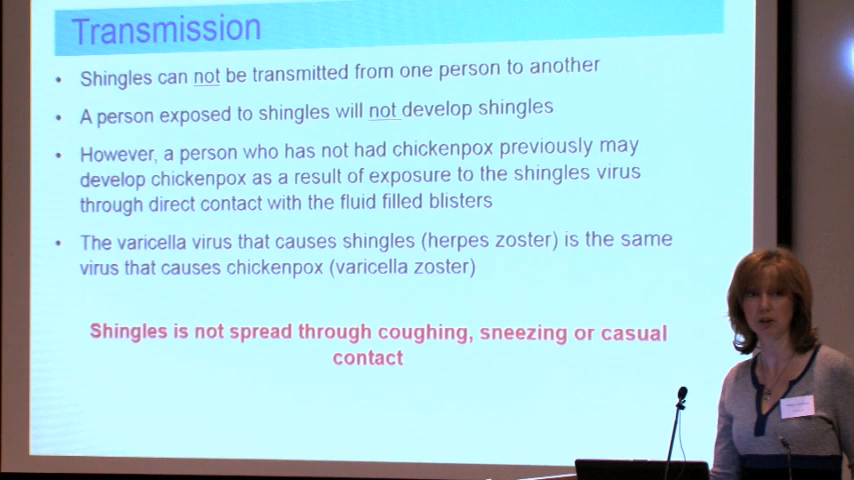 Transmission
• Shingles can not be transmitted from one person to another
• A person exposed to shingles will not develop shingles
• However, a person who has not had chickenpox previously may
develop chickenpox as a result of exposure to the shingles virus
through direct contact with the fluid filled blisters
• The varicella virus that causes shingles (herpes zoster) is the same
virus that causes chickenpox (varicella zoster)
Shingles is not spread through coughing, sneezing or casual
contact